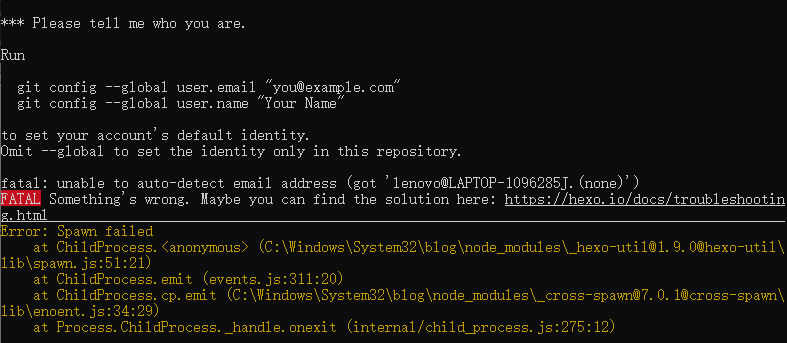 *** Please tell me who you are.
Run
git config --global user.email "you@example.com"
git config --global user.name "Your Name"
to set your account's default identity.
Omit --global to set the identity only in this repository.
fatal: unable to auto-detect email address (got 'lenovo@LAPTOP-1096285J.(none)')
FATAL Something's wrong. Maybe you can find the solution here: https://hexo.io/docs/troubleshootin
g.html
Error: Spawn failed
at ChildProcess.<anonymous> (C:\Windows\System32\blog\node_modules\_hexo-util@1.9.0@hexo-util\
lib\spawn.js:51:21)
at ChildProcess.emit (events.js:311:20)
at ChildProcess.cp.emit (C:\Windows\System32\blog\node_modules\_cross-spawn@7.0.1@cross-spawn\
lib\enoent.js:34:29)
at Process.ChildProcess._handle.onexit (internal/child_process.js:275:12)